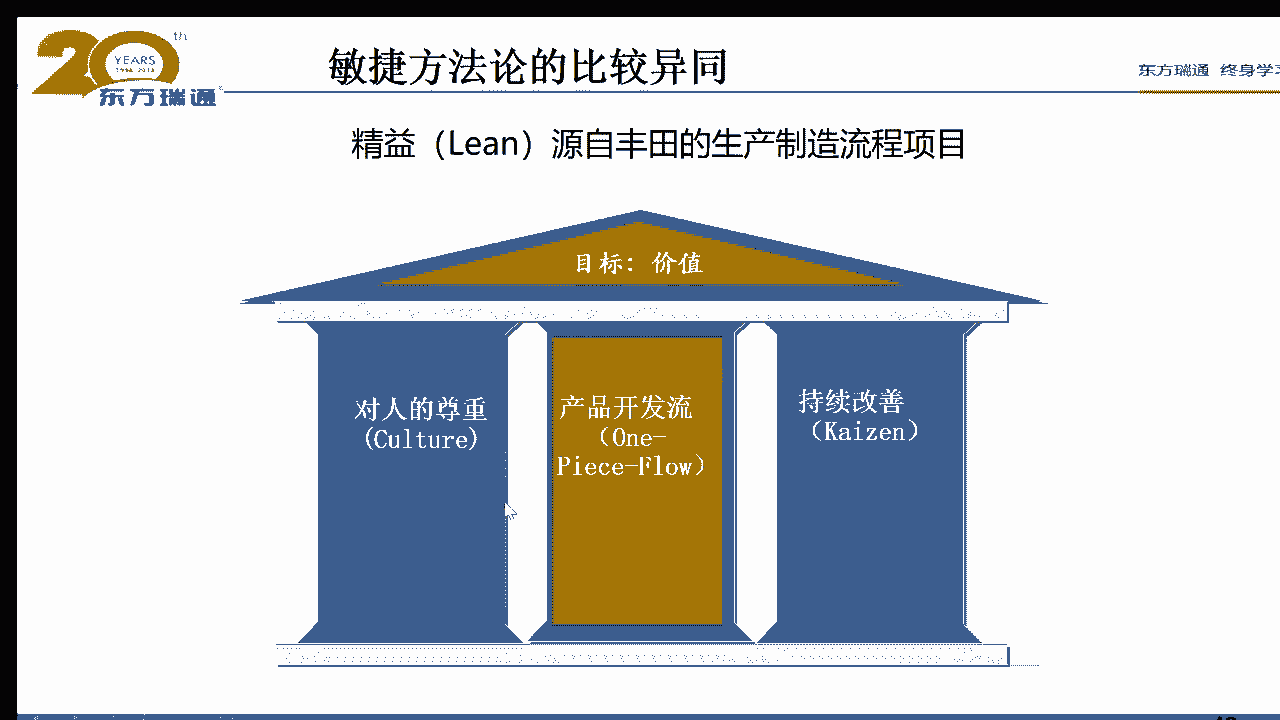 20th
YEARS
东方瑞通
敏捷方法论的比较异同
东方瑞通 终身学习
精益（Lean）源自丰田的生产制造流程项目
目标：价值
对人的尊重
(Culture)
产品开发流
（One-
Piece-Flow）
持续改善
（Kaizen）